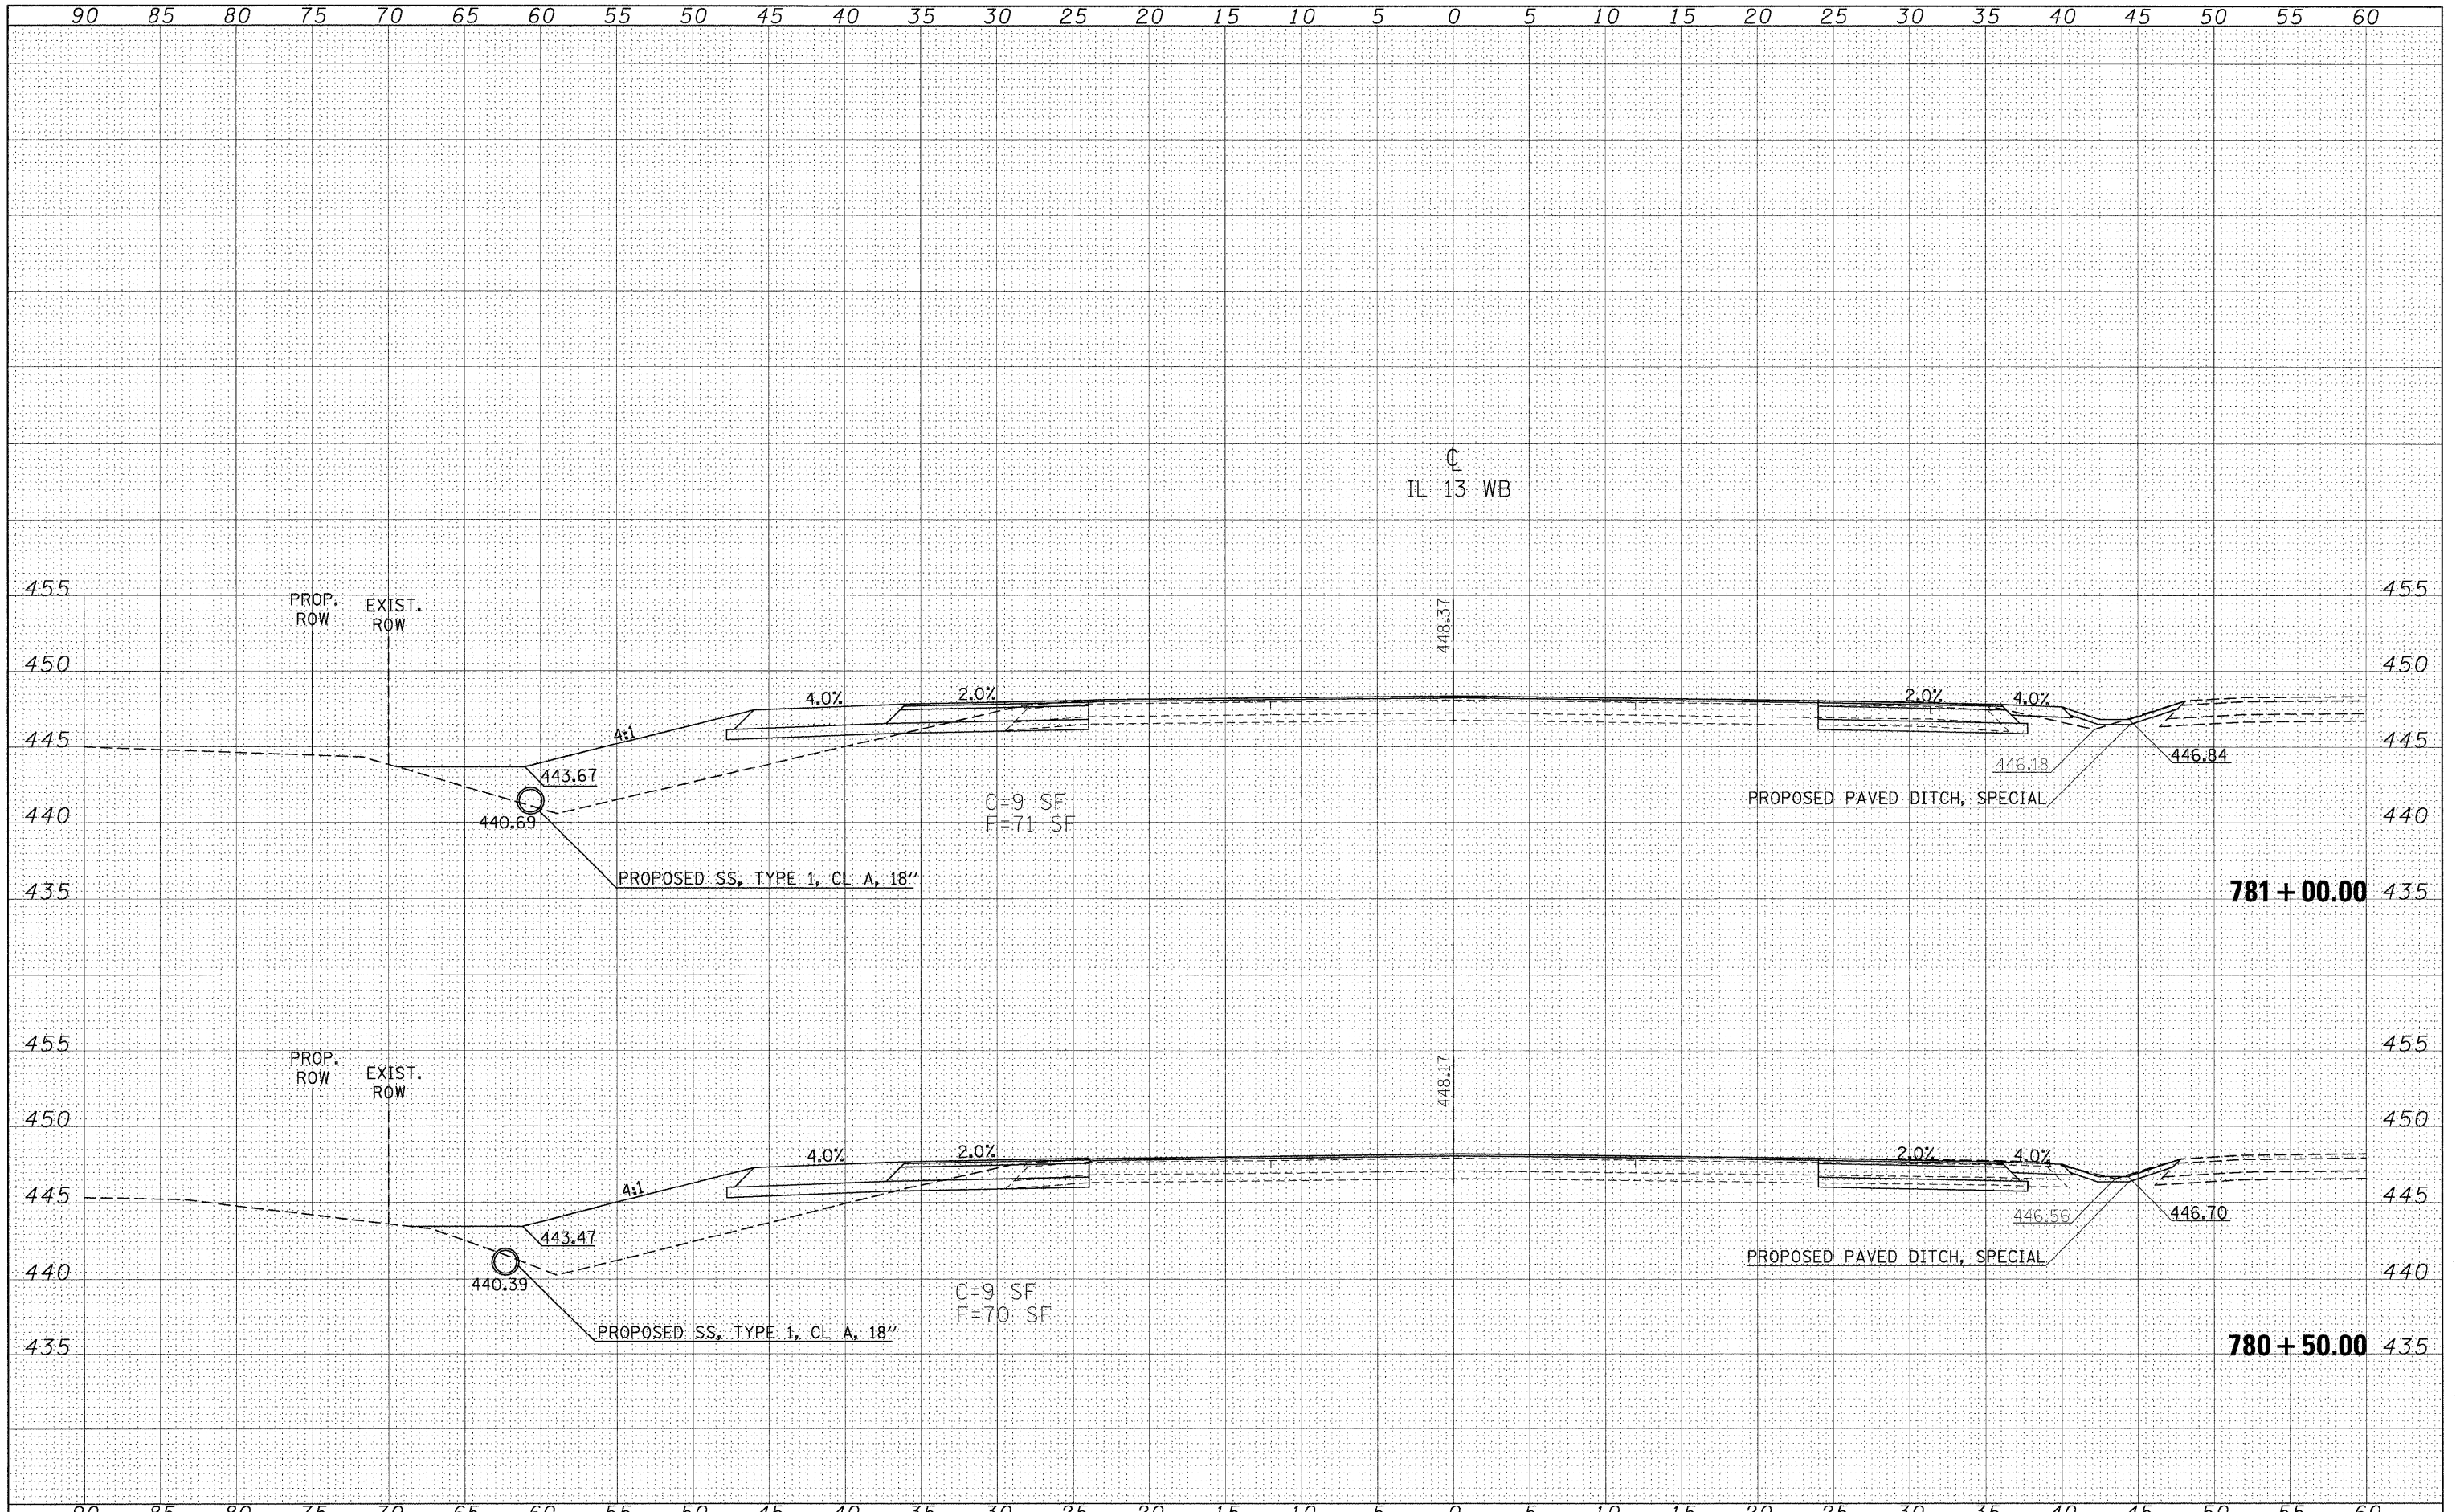 90 85 80 75 70 65 60 55 50 45 40 35 30 25 20 15 10 5 0 5 10 15 20 25 30 35 40 45 50 55 60
℄
IL 13 WB
455 455
PROP.
ROW
EXIST.
ROW
448.37
450 450
4.0% 2.0% 2.0% 4.0%
4:1
445 445
443.67
446.18
446.84
C=9 SF
F=71 SF
PROPOSED PAVED DITCH, SPECIAL
440 440
440.69
PROPOSED SS, TYPE 1, CL A, 18"
435 781+00.00 435
455 455
PROP.
ROW
EXIST.
ROW
448.17
450 450
4.0% 2.0% 2.0% 4.0%
4:1
445 445
443.47
446.56
446.70
PROPOSED PAVED DITCH, SPECIAL
440 440
440.39
C=9 SF
F=70 SF
PROPOSED SS, TYPE 1, CL A, 18"
435 780+50.00 435
90 85 80 75 70 65 60 55 50 45 40 35 30 25 20 15 10 5 0 5 10 15 20 25 30 35 40 45 50 55 60